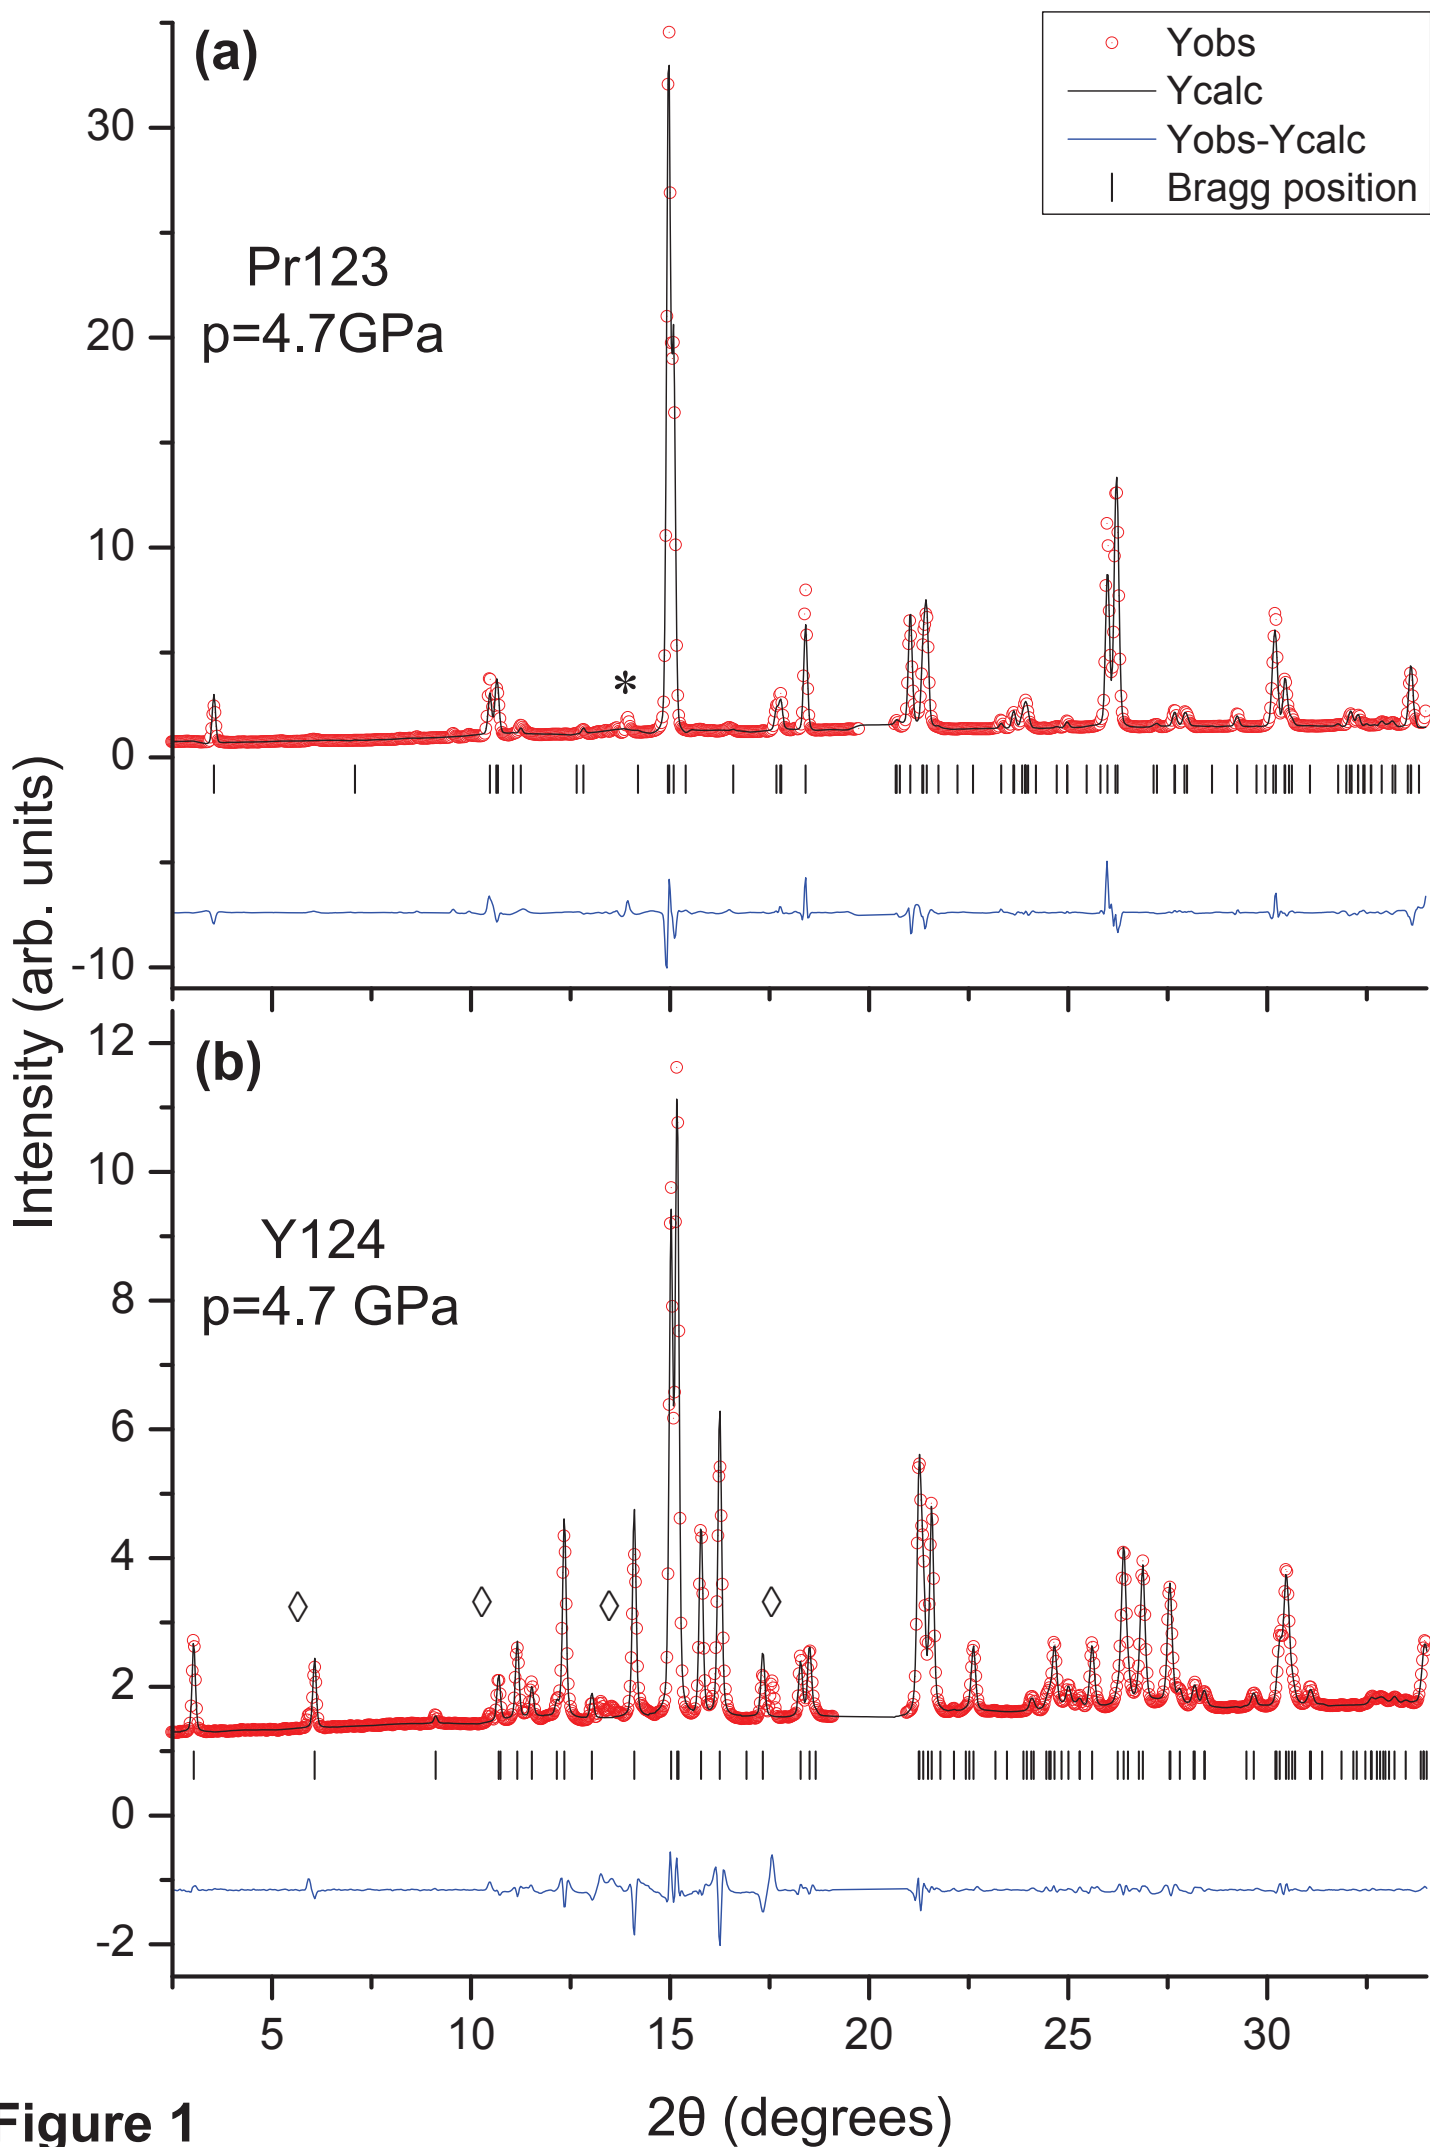 (a)
Yobs
Ycalc
Yobs-Ycalc
Bragg position
30
Pr123
p=4.7GPa
20
10
*
0
-10
Intensity (arb. units)
12
(b)
10
Y124
p=4.7 GPa
8
6
4
2
0
-2
5 10 15 20 25 30
2θ (degrees)
Figure 1